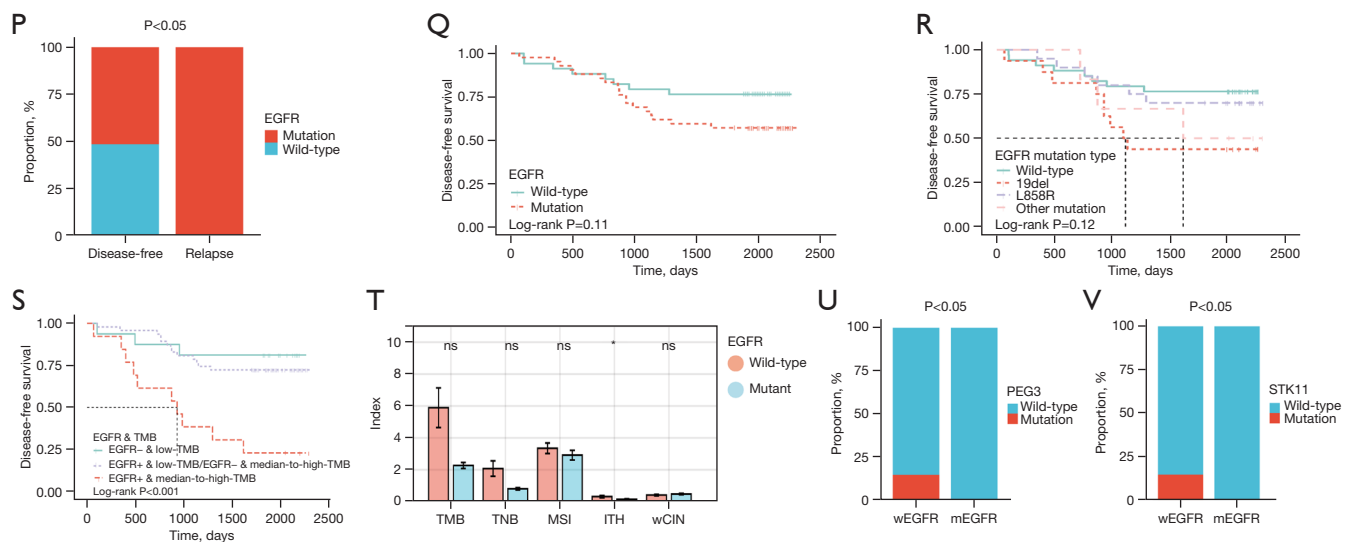 P
P<0.05
100
75
50
25
0
Proportion, %
EGFR
Mutation
Wild-type
Disease-free
Relapse
Q
1.00
0.75
0.50
0.25
0.00
Disease-free survival
EGFR
Wild-type
Mutation
Log-rank P=0.11
0 500 1000 1500 2000 2500
Time, days
R
1.00
0.75
0.50
0.25
0.00
Disease-free survival
EGFR mutation type
Wild-type
19del
L858R
Other mutation
Log-rank P=0.12
0 500 1000 1500 2000 2500
Time, days
S
1.00
0.75
0.50
0.25
0.00
Disease-free survival
EGFR & TMB
EGFR− & low-TMB
EGFR+ & low-TMB/EGFR− & median-to-high-TMB
EGFR+ & median-to-high-TMB
Log-rank P<0.001
0 500 1000 1500 2000 2500
Time, days
T
10
8
6
4
2
0
Index
ns ns ns * ns
TMB TNB MSI ITH wCIN
EGFR
Wild-type
Mutant
U
P<0.05
100
75
50
25
0
Proportion, %
PEG3
Wild-type
Mutation
wEGFR mEGFR
V
P<0.05
100
75
50
25
0
Proportion, %
STK11
Wild-type
Mutation
wEGFR mEGFR